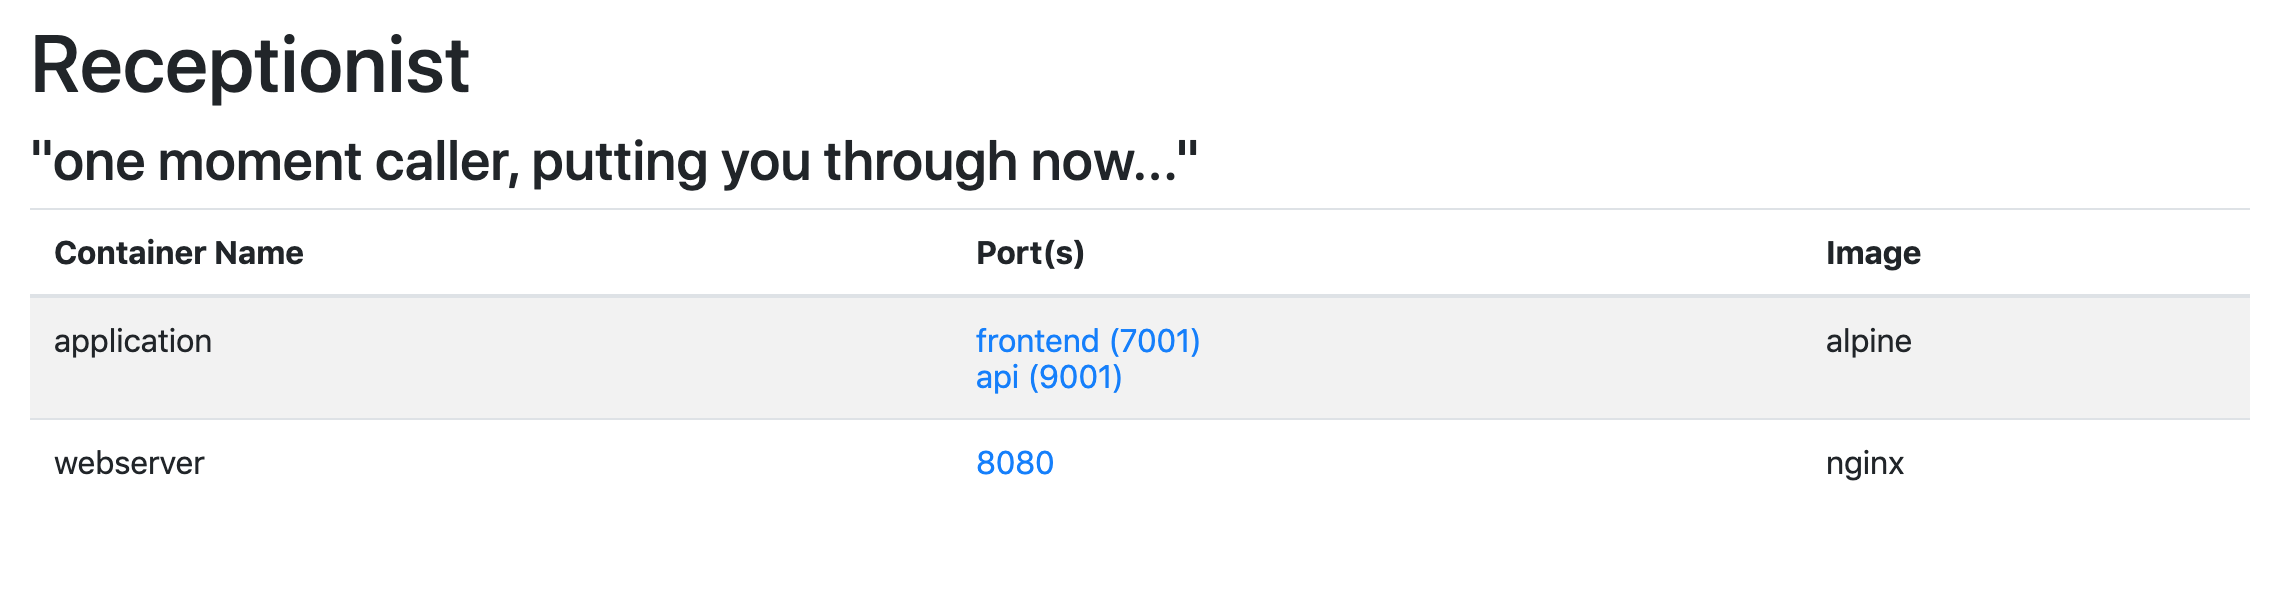 Receptionist
"one moment caller, putting you through now..."
Container Name Port(s) Image
application frontend (7001) alpine
api (9001)
webserver 8080 nginx